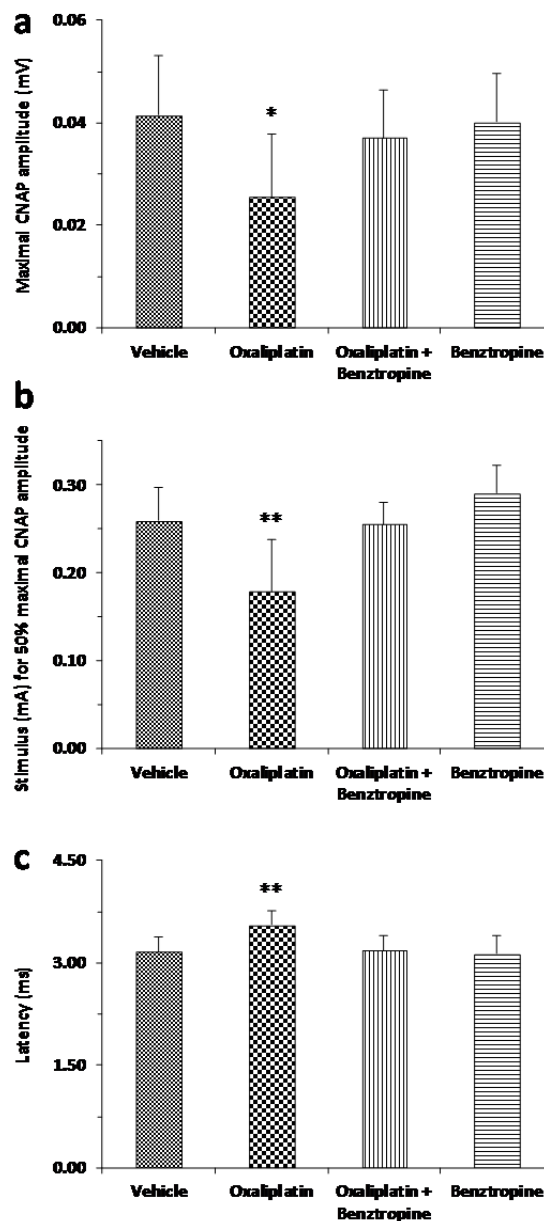 a
Maximal CNAP amplitude (mV)
0.06
0.04
0.02
0.00
*
Vehicle
Oxaliplatin
Oxaliplatin +
Benztropine
Benztropine
b
Stimulus (mA) for 50% maximal CNAP amplitude
0.30
0.20
0.10
0.00
**
Vehicle
Oxaliplatin
Oxaliplatin +
Benztropine
Benztropine
c
Latency (ms)
4.50
3.00
1.50
0.00
**
Vehicle
Oxaliplatin
Oxaliplatin +
Benztropine
Benztropine